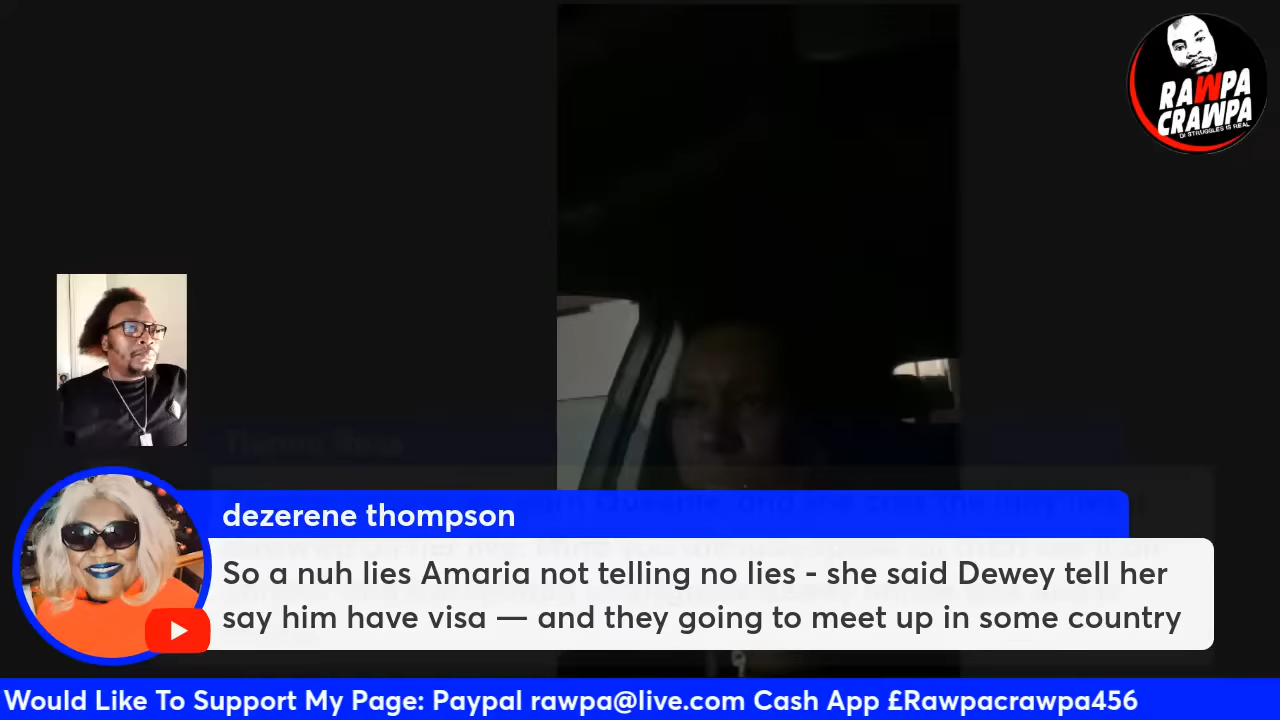 RAWPA
CRAWPA
DI STRUGGLES IS REAL
dezerene thompson
So a nuh lies Amaria not telling no lies - she said Dewey tell her
say him have visa — and they going to meet up in some country
Would Like To Support My Page: Paypal rawpa@live.com Cash App £Rawpacrawpa456